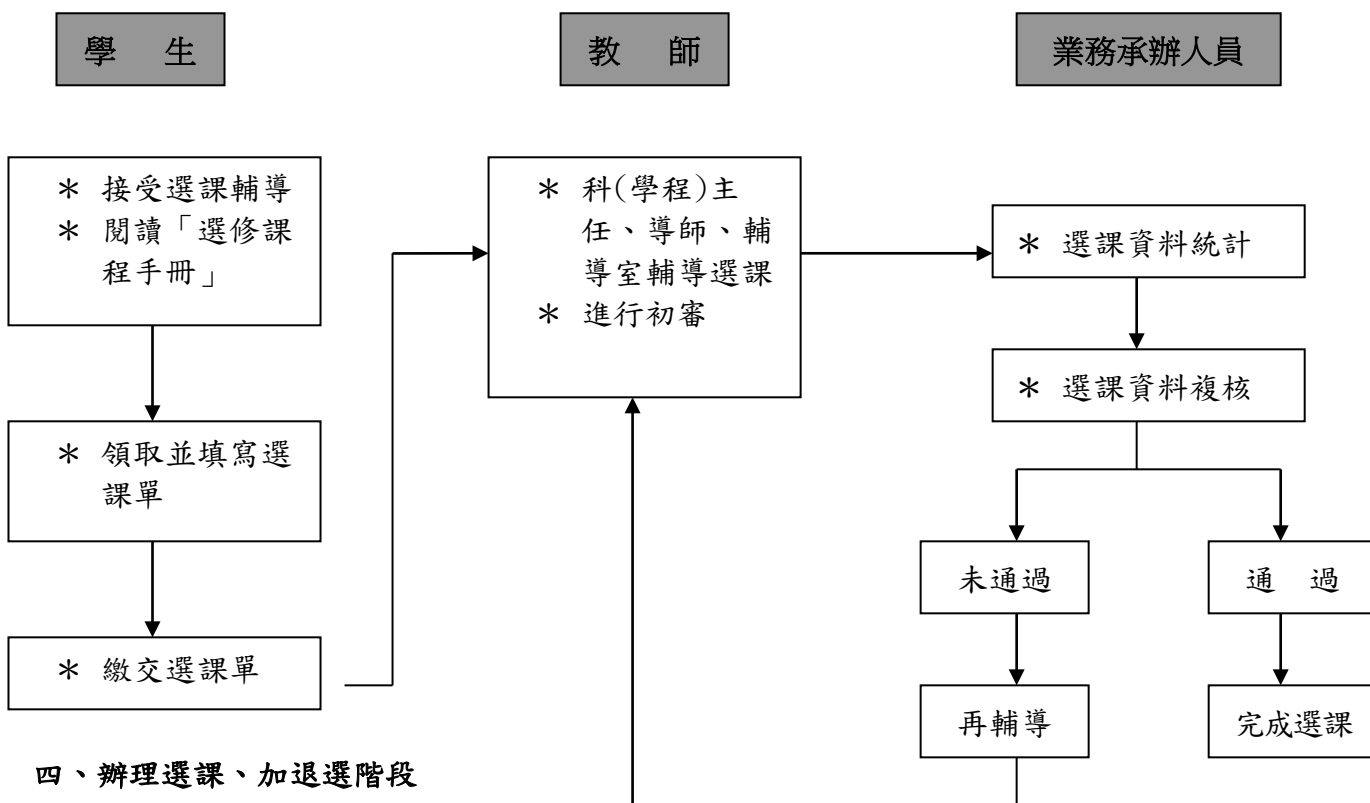 學 生
教 師
業務承辦人員
＊ 接受選課輔導
＊ 閱讀「選修課
程手冊」
＊ 領取並填寫選
課單
＊ 繳交選課單
＊ 科(學程)主
任、導師、輔
導室輔導選課
＊ 進行初審
＊ 選課資料統計
＊ 選課資料複核
未通過
通 過
再輔導
完成選課
四、辦理選課、加退選階段